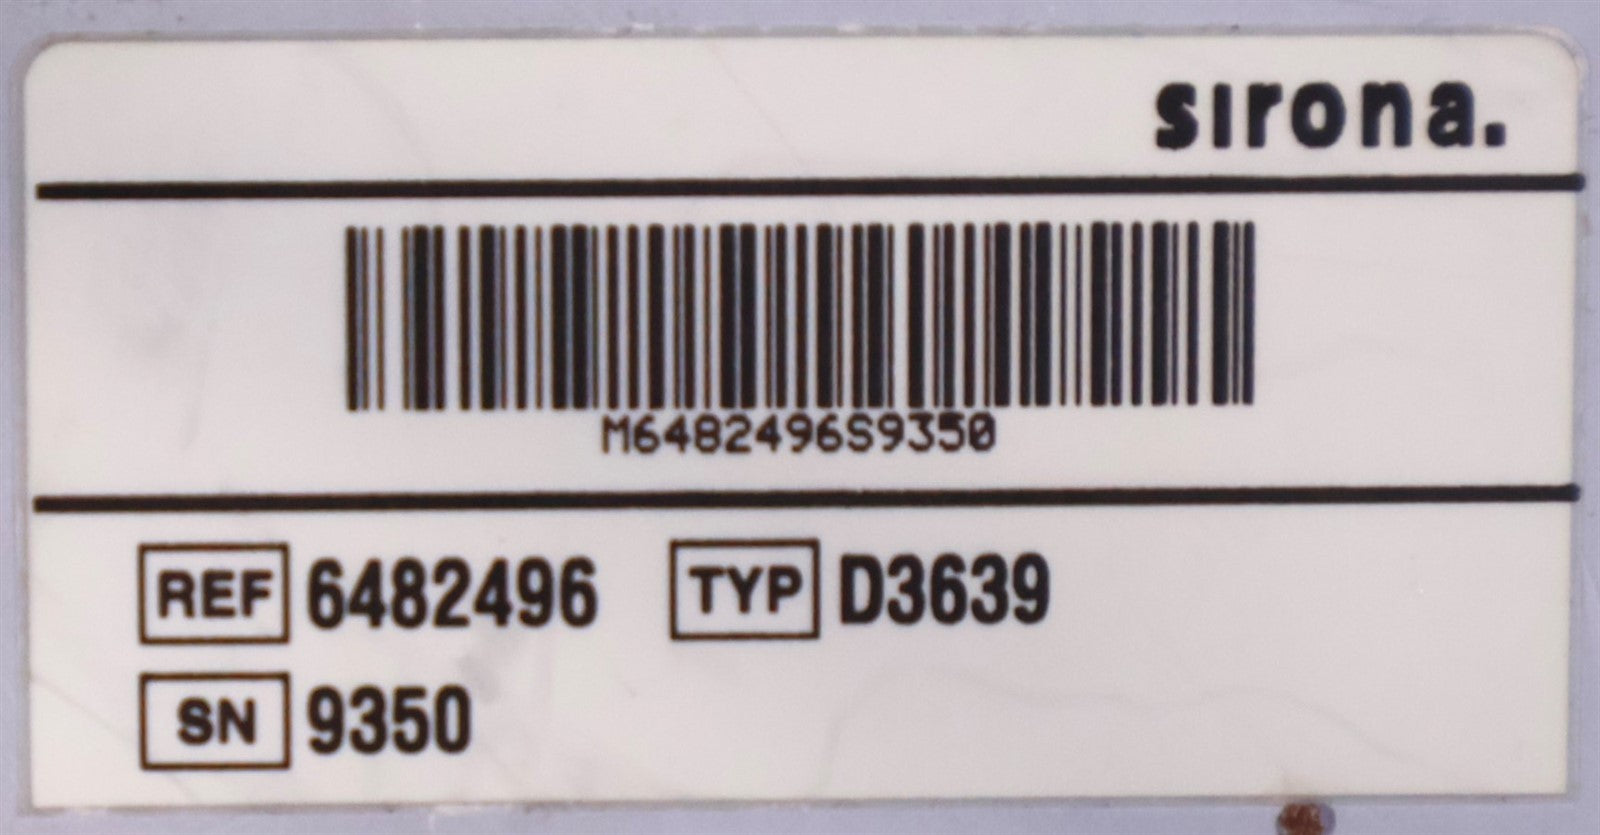 sirona.
M6482496S9350
REF 6482496 TYP D3639
SN 9350